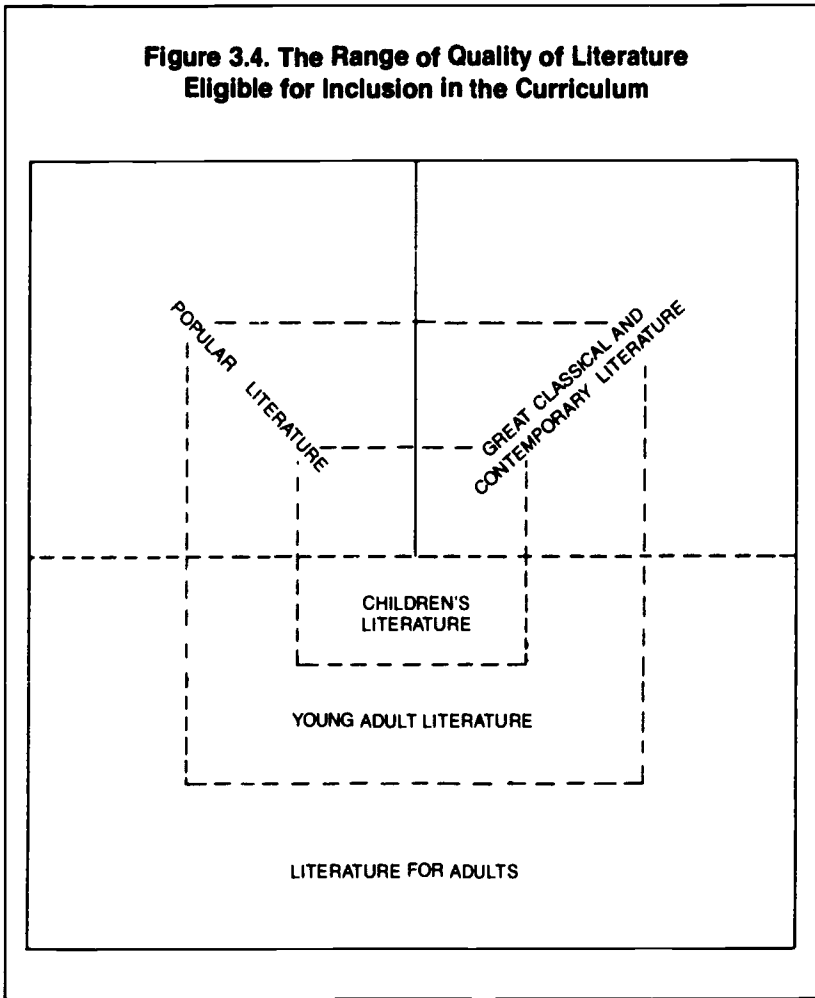 Figure 3.4. The Range of Quality of Literature
Eligible for Inclusion in the Curriculum
POPULAR LITERATURE
GREAT CLASSICAL AND
CONTEMPORARY LITERATURE
CHILDREN'S
LITERATURE
YOUNG ADULT LITERATURE
LITERATURE FOR ADULTS